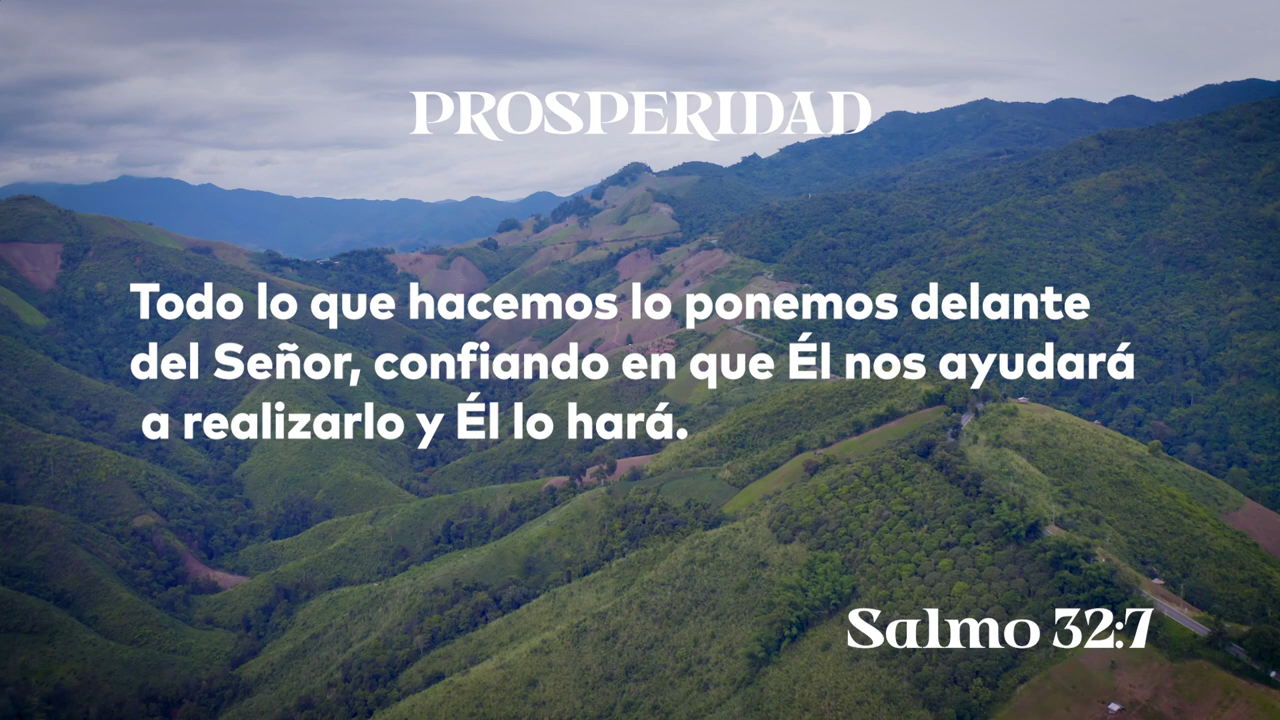 PROSPERIDAD
Todo lo que hacemos lo ponemos delante
del Señor, confiando en que Él nos ayudará
a realizarlo y Él lo hará.
Salmo 32:7